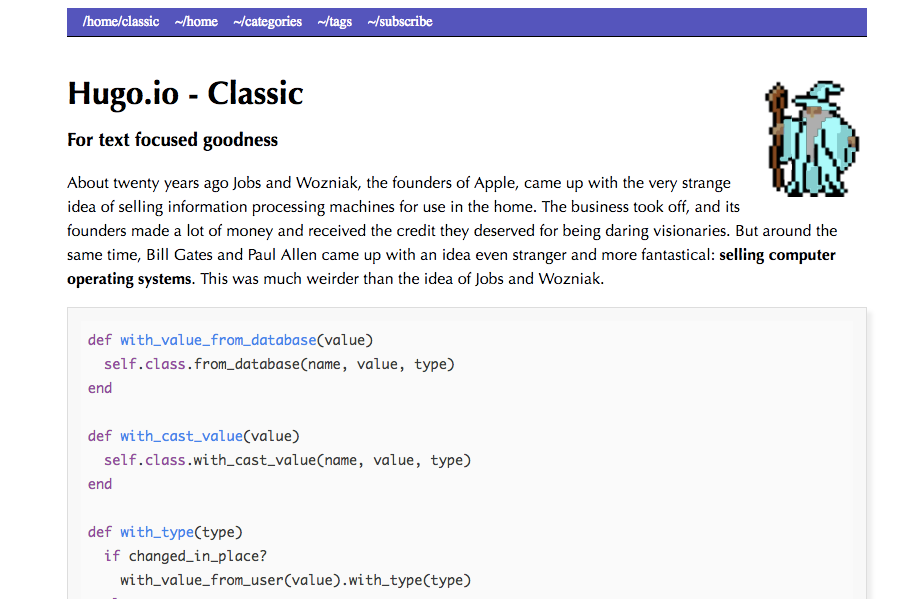 /home/classic ~/home ~/categories ~/tags ~/subscribe
Hugo.io - Classic
For text focused goodness
About twenty years ago Jobs and Wozniak, the founders of Apple, came up with the very strange
idea of selling information processing machines for use in the home. The business took off, and its
founders made a lot of money and received the credit they deserved for being daring visionaries. But around the
same time, Bill Gates and Paul Allen came up with an idea even stranger and more fantastical: selling computer
operating systems. This was much weirder than the idea of Jobs and Wozniak.
def with_value_from_database(value)
  self.class.from_database(name, value, type)
end
def with_cast_value(value)
  self.class.with_cast_value(name, value, type)
end
def with_type(type)
  if changed_in_place?
    with_value_from_user(value).with_type(type)